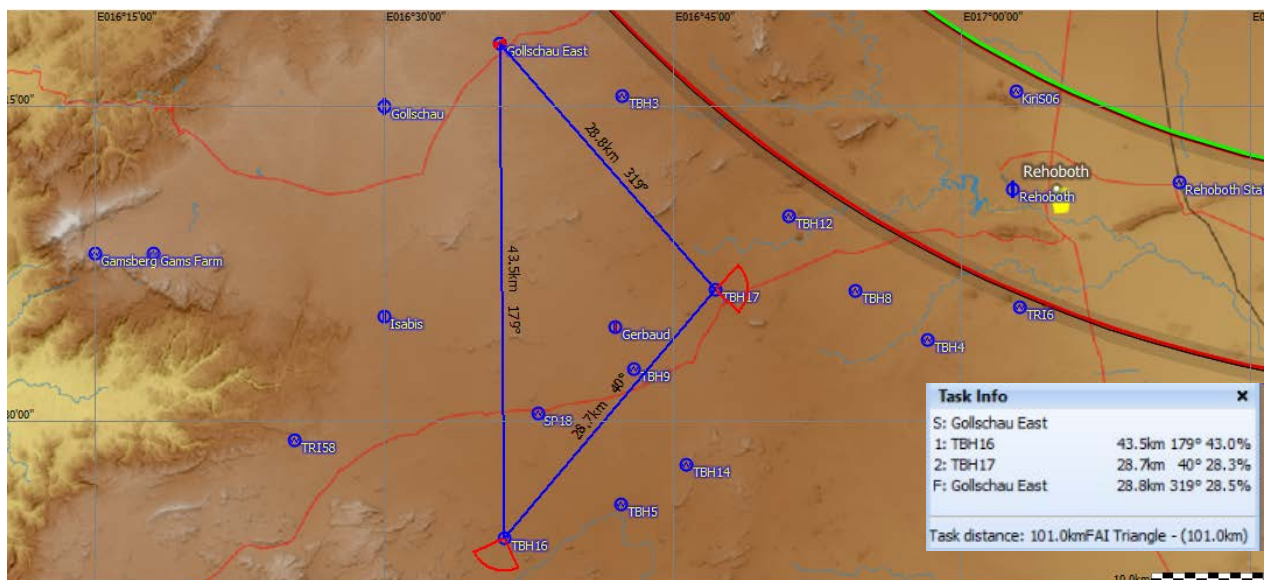 E016°15'00"
E016°30'00"
E016°45'00"
E017°00'00"
Gollschau East
15'00"
Gollschau
TBH3
KiriS06
28.8km 319°
Rehoboth
Rehoboth
Rehoboth Stat
TBH12
Gamsberg Gams Farm
43.5km 179°
TBH17
TBH8
TRI6
Isabis
Gerbaud
TBH4
TBH9
28.7km 40°
SP18
30'00"
TRI58
TBH14
TBH5
TBH16
Task Info x
S: Gollschau East
1: TBH16 43.5km 179° 43.0%
2: TBH17 28.7km 40° 28.3%
F: Gollschau East 28.8km 319° 28.5%
Task distance: 101.0kmFAI Triangle - (101.0km)
10.0km